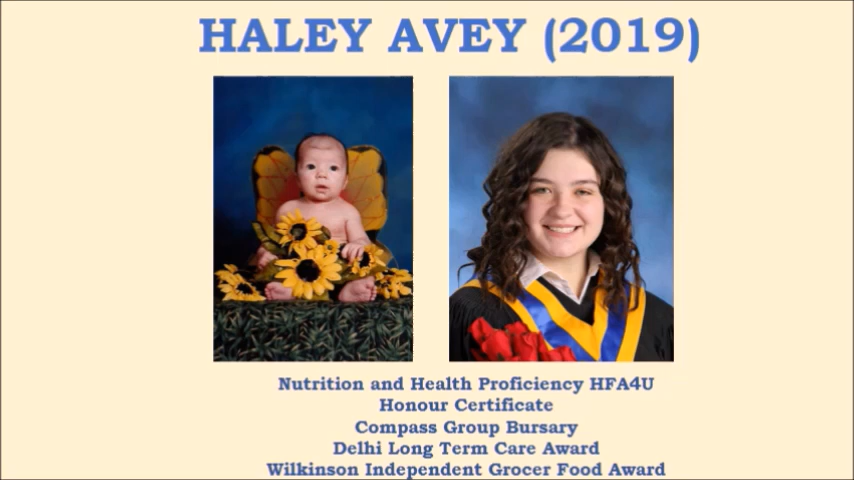 HALEY AVEY (2019)
Nutrition and Health Proficiency HFA4U
Honour Certificate
Compass Group Bursary
Delhi Long Term Care Award
Wilkinson Independent Grocer Food Award